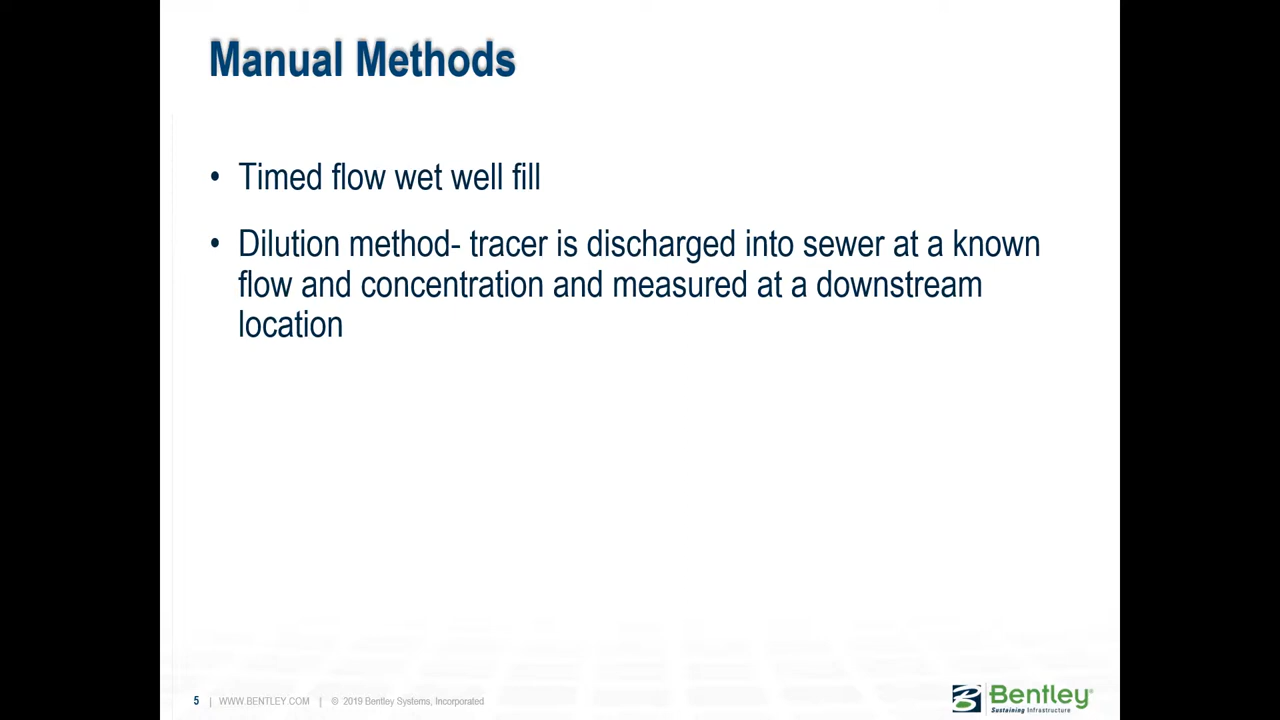 Manual Methods
• Timed flow wet well fill
• Dilution method- tracer is discharged into sewer at a known
flow and concentration and measured at a downstream
location
5 | WWW.BENTLEY.COM | © 2019 Bentley Systems, Incorporated
Bentley®
Sustaining Infrastructure